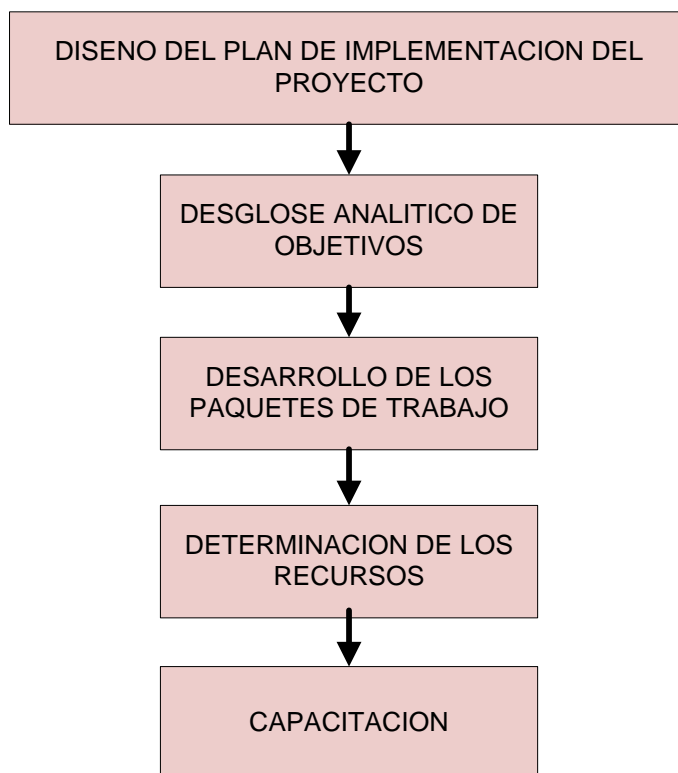 DISENO DEL PLAN DE IMPLEMENTACION DEL
PROYECTO
DESGLOSE ANALITICO DE
OBJETIVOS
DESARROLLO DE LOS
PAQUETES DE TRABAJO
DETERMINACION DE LOS
RECURSOS
CAPACITACION